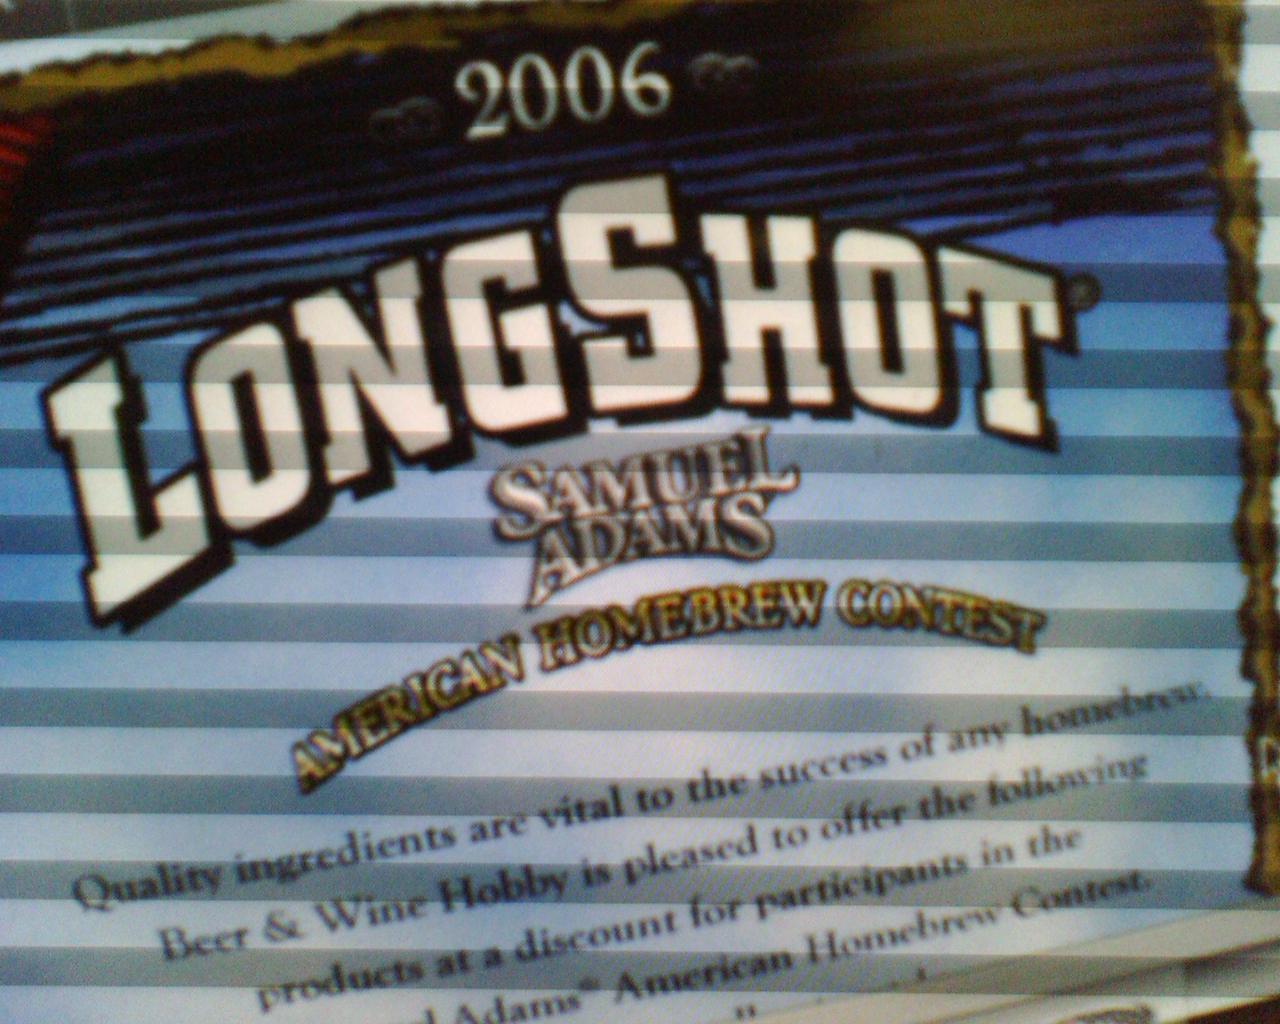 2006
LONGSHOT®
SAMUEL
ADAMS
AMERICAN HOMEBREW CONTEST
Quality ingredients are vital to the success of any homebrew.
Beer & Wine Hobby is pleased to offer the following
products at a discount for participants in the
Adams® American Homebrew Contest.